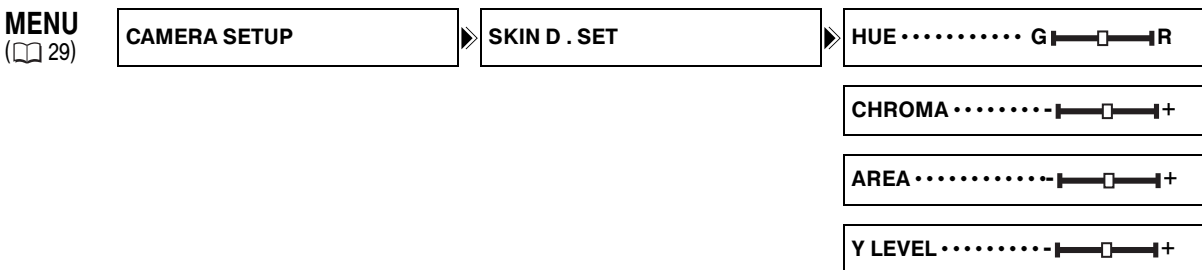 MENU
(29)
CAMERA SETUP
SKIN D . SET
HUE ··········· G R
CHROMA ········ - +
AREA ············ - +
Y LEVEL ········· - +